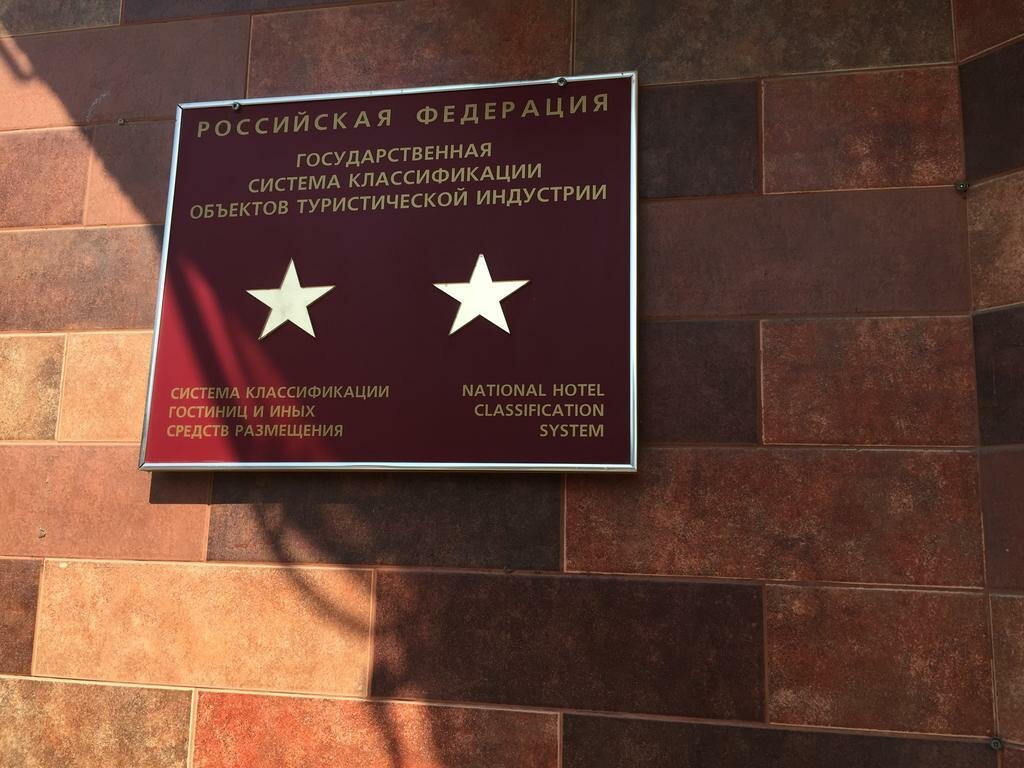 РОССИЙСКАЯ ФЕДЕРАЦИЯ
ГОСУДАРСТВЕННАЯ
СИСТЕМА КЛАССИФИКАЦИИ
ОБЪЕКТОВ ТУРИСТИЧЕСКОЙ ИНДУСТРИИ
СИСТЕМА КЛАССИФИКАЦИИ
ГОСТИНИЦ И ИНЫХ
СРЕДСТВ РАЗМЕЩЕНИЯ
NATIONAL HOTEL
CLASSIFICATION
SYSTEM